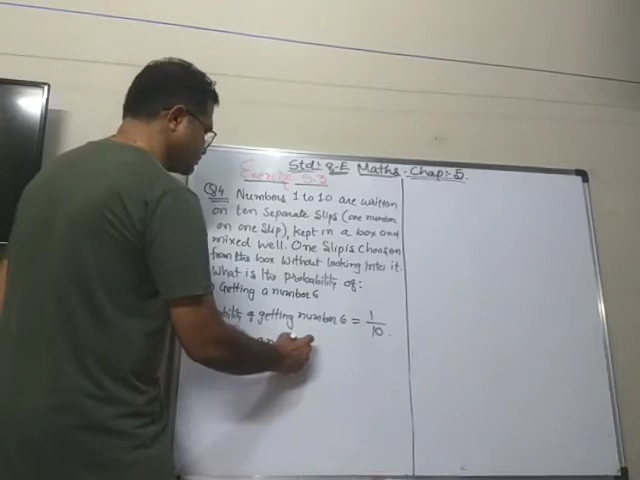 Std: 8-E Maths. Chap: 5.
Exercise 5.3
Q4 Numbers 1 to 10 are written
on ten separate slips (one number
on one slip), kept in a box and
mixed well. One slip is chosen
from the box without looking into it.
What is the probability of:
Getting a number 6
bility of getting number 6 = 1/10.